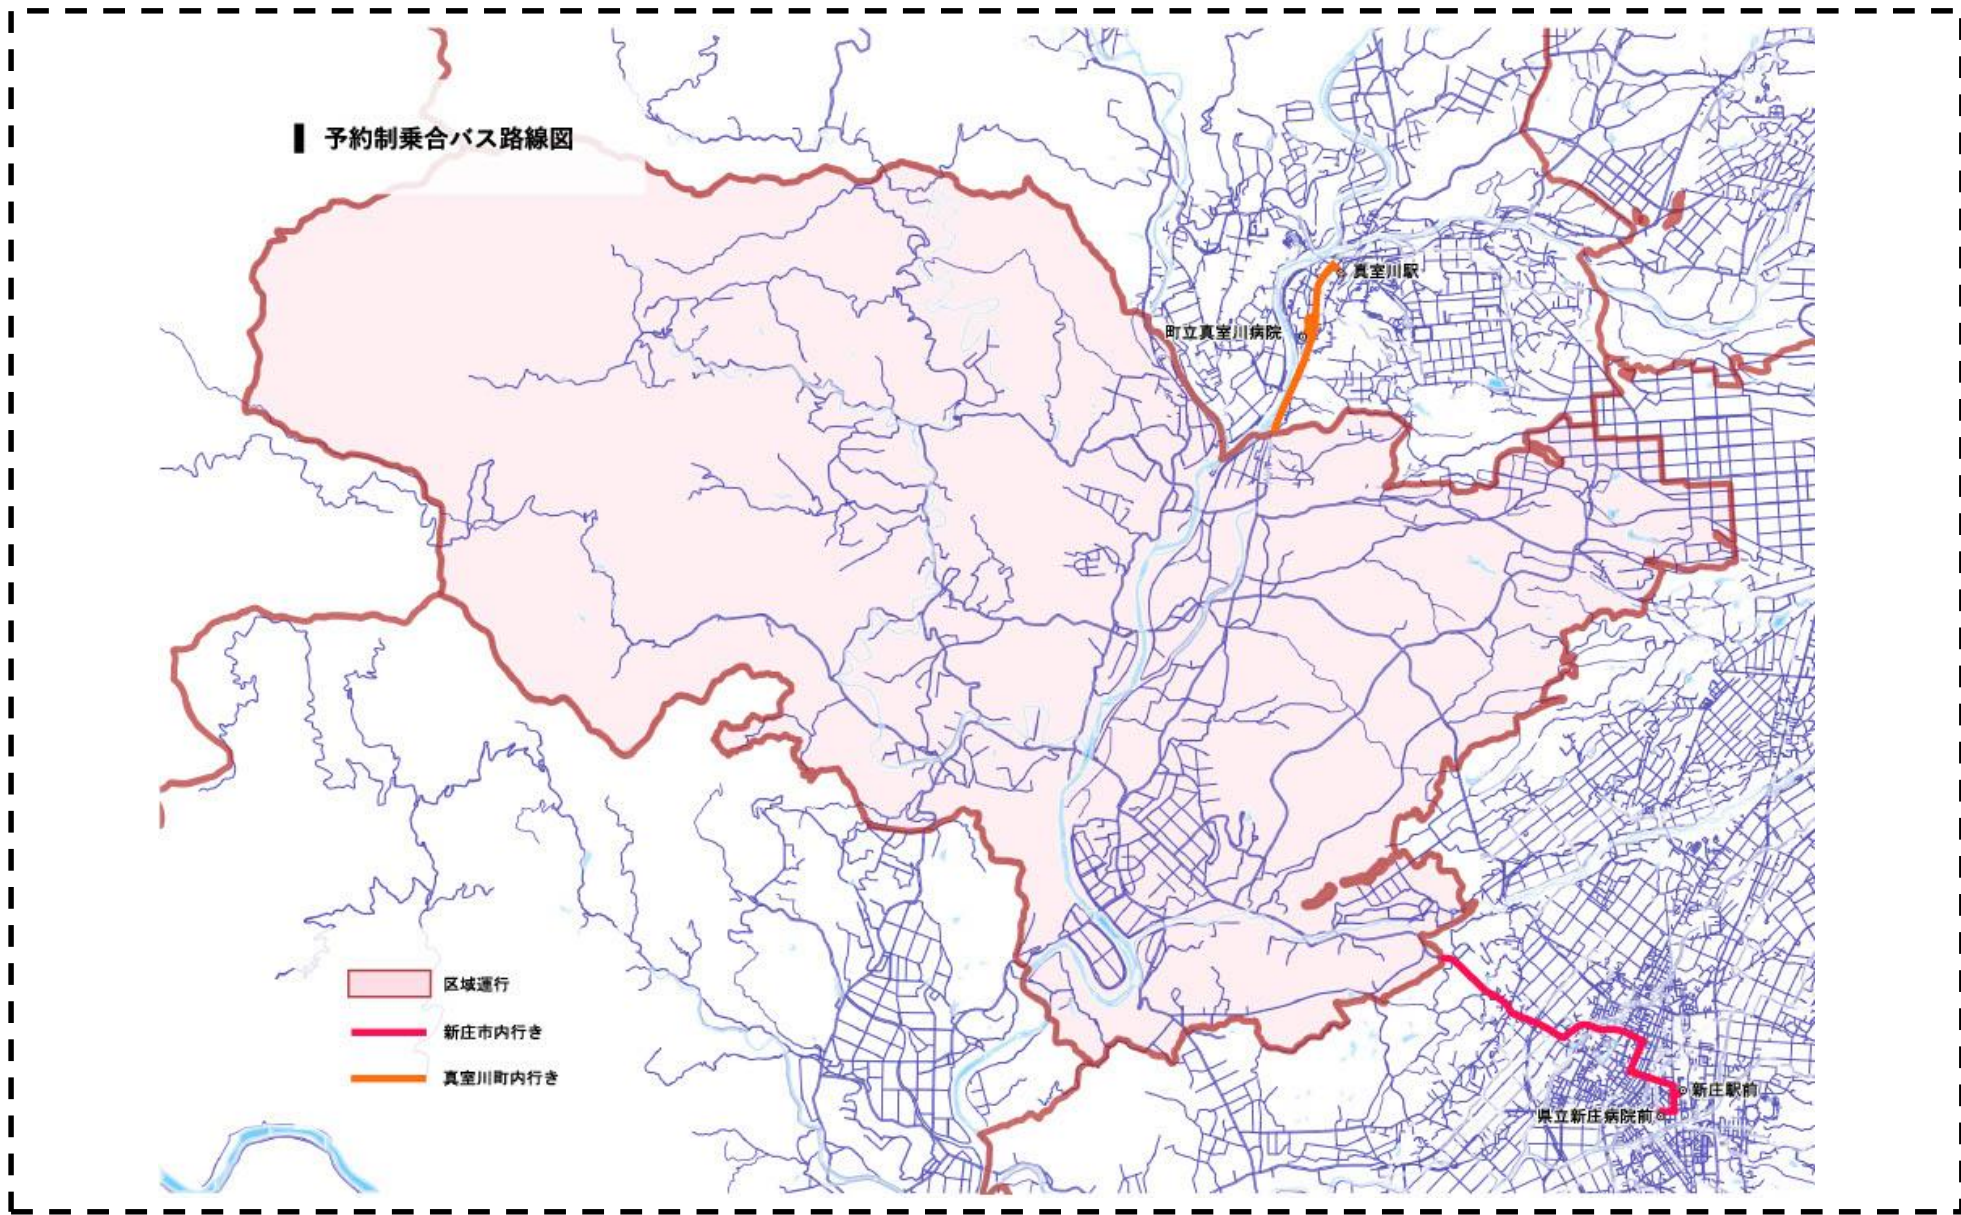 予約制乗合バス路線図
真室川駅
町立真室川病院
区域運行
新庄市内行き
真室川町内行き
新庄駅前
県立新庄病院前